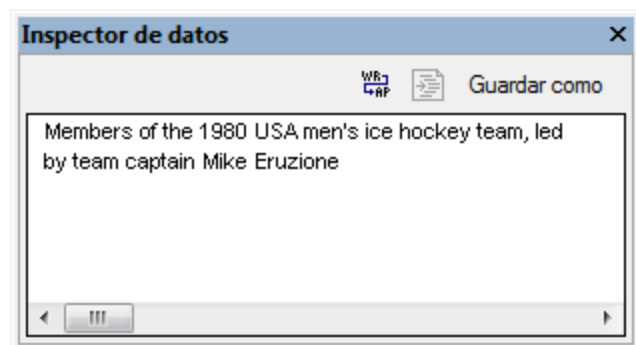 Inspector de datos
WR
AP
Guardar como
Members of the 1980 USA men's ice hockey team, led
by team captain Mike Eruzione